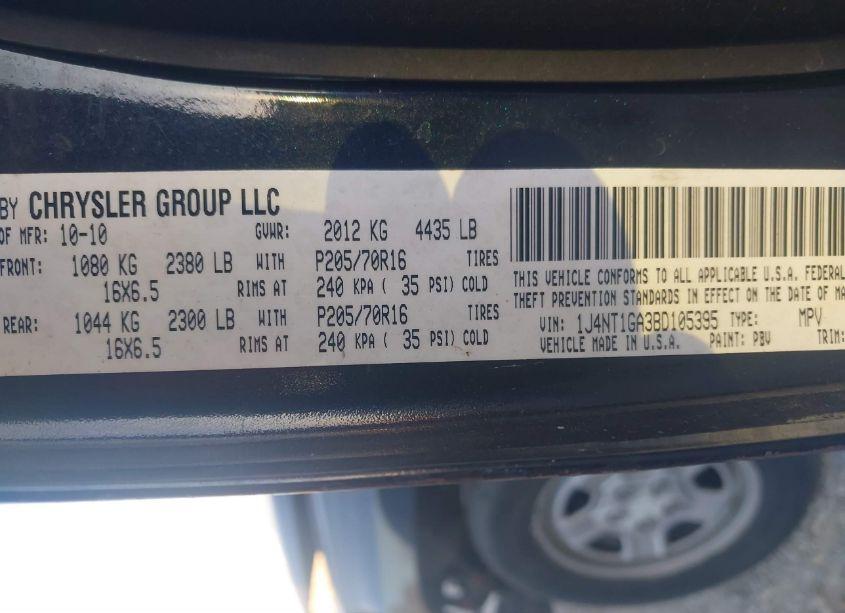 BY CHRYSLER GROUP LLC
OF MFR: 10-10 GVWR: 2012 KG 4435 LB
FRONT: 1080 KG 2380 LB WITH P205/70R16 TIRES
16X6.5 RIMS AT 240 KPA ( 35 PSI) COLD
REAR: 1044 KG 2300 LB WITH P205/70R16 TIRES
16X6.5 RIMS AT 240 KPA ( 35 PSI) COLD
THIS VEHICLE CONFORMS TO ALL APPLICABLE U.S.A. FEDERAL
THEFT PREVENTION STANDARDS IN EFFECT ON THE DATE OF MA
VIN: 1J4NT1GA3BD105395 TYPE: MPV
VEHICLE MADE IN U.S.A. PAINT: PBV TRIM: